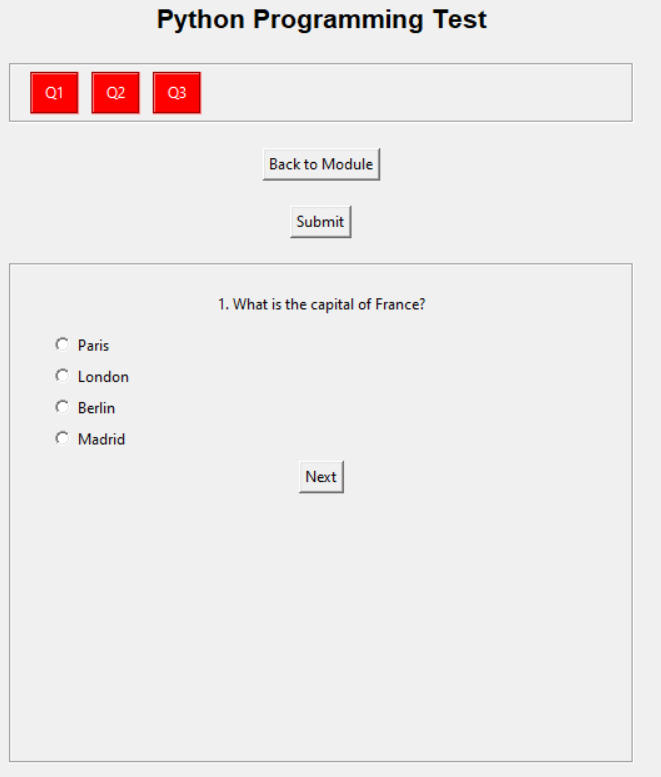 Python Programming Test
Q1 Q2 Q3
Back to Module
Submit
1. What is the capital of France?
Paris
London
Berlin
Madrid
Next